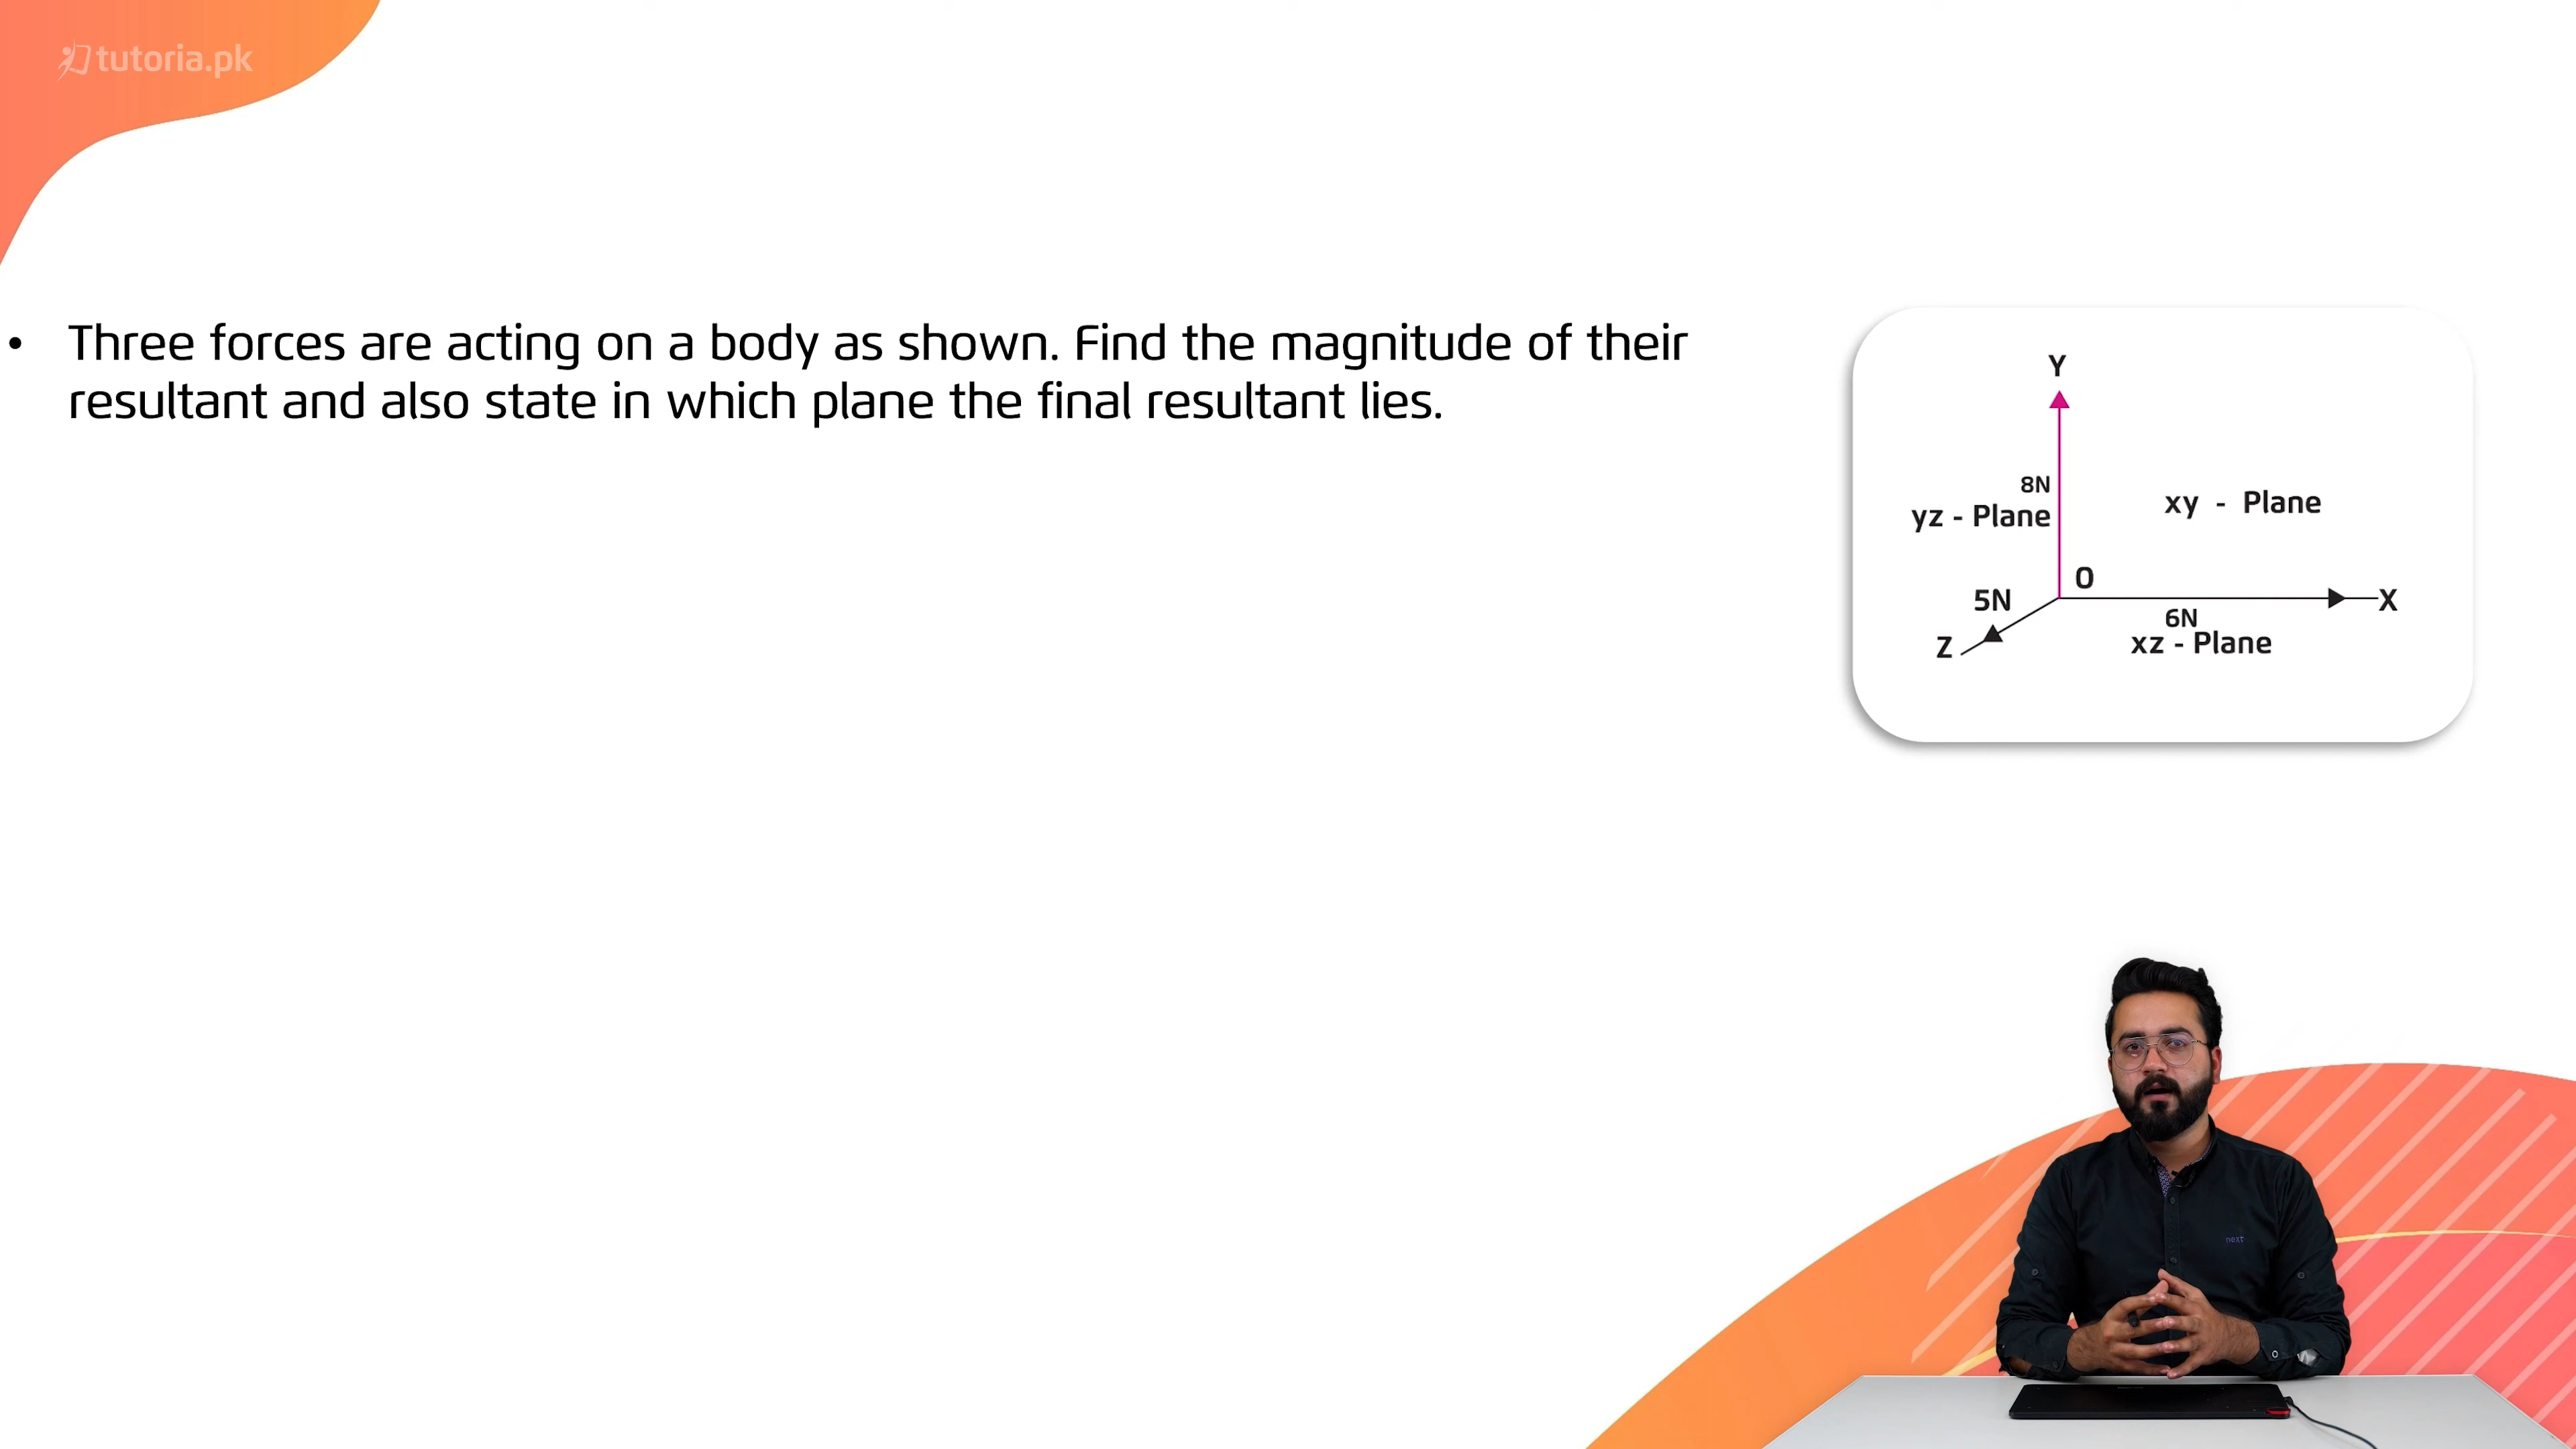 tutoria.pk
• Three forces are acting on a body as shown. Find the magnitude of their
resultant and also state in which plane the final resultant lies.
Y
8N
yz - Plane
xy - Plane
O
5N
X
6N
Z
xz - Plane
next